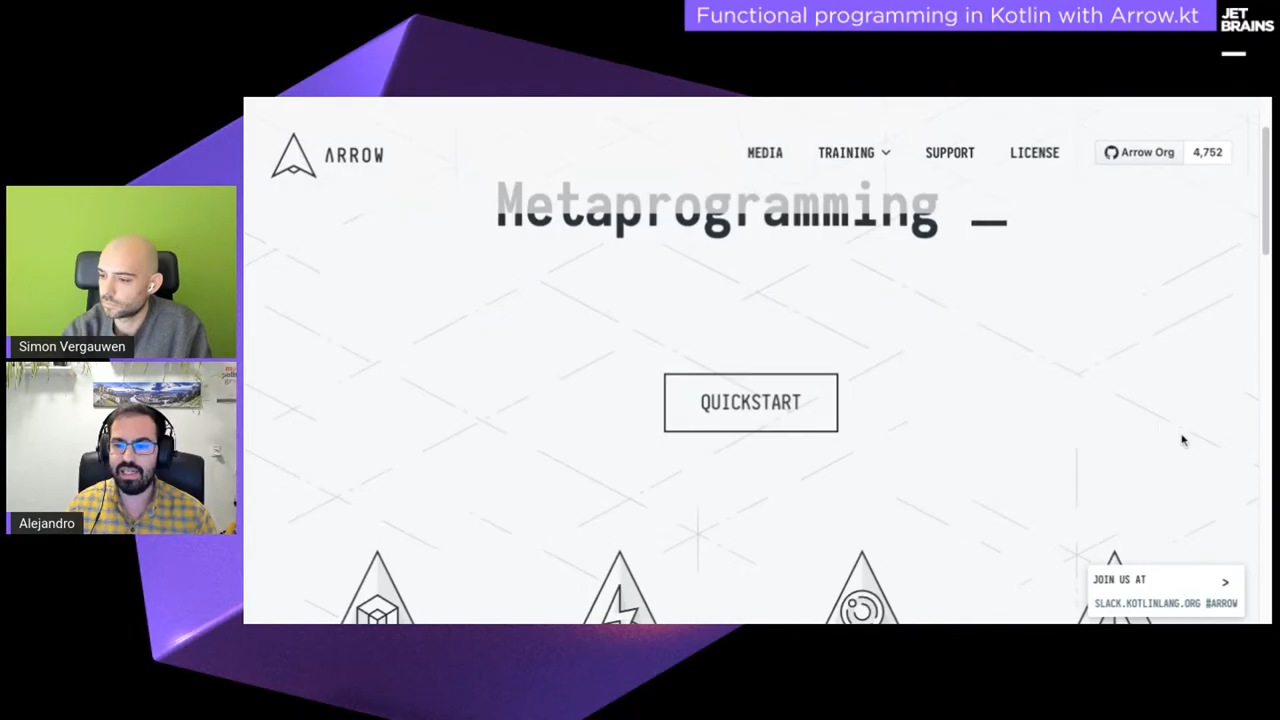 Functional programming in Kotlin with Arrow.kt
JET
BRAINS
ARROW
MEDIA
TRAINING
SUPPORT
LICENSE
Arrow Org
4,752
Metaprogramming _
QUICKSTART
JOIN US AT
>
SLACK.KOTLINLANG.ORG #ARROW
Simon Vergauwen
Alejandro